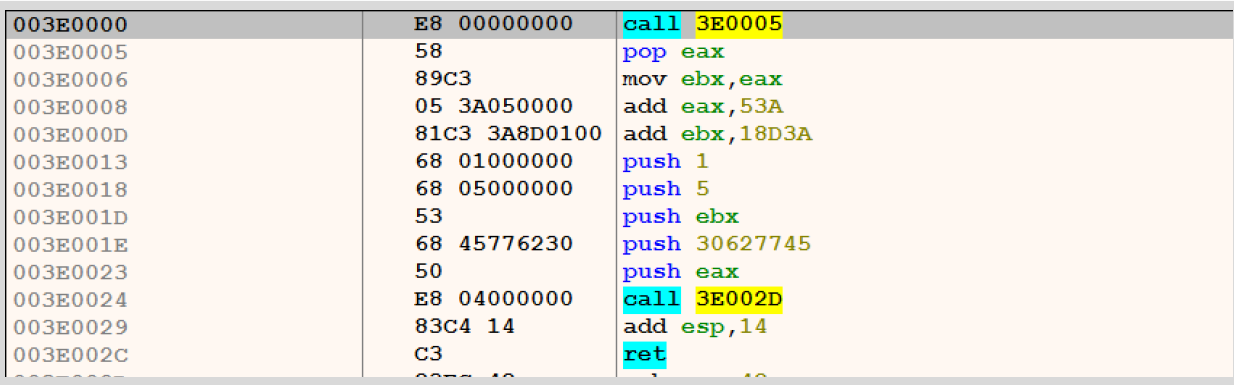 003E0000 E8 00000000 call 3E0005
003E0005 58 pop eax
003E0006 89C3 mov ebx,eax
003E0008 05 3A050000 add eax,53A
003E000D 81C3 3A8D0100 add ebx,18D3A
003E0013 68 01000000 push 1
003E0018 68 05000000 push 5
003E001D 53 push ebx
003E001E 68 45776230 push 30627745
003E0023 50 push eax
003E0024 E8 04000000 call 3E002D
003E0029 83C4 14 add esp,14
003E002C C3 ret